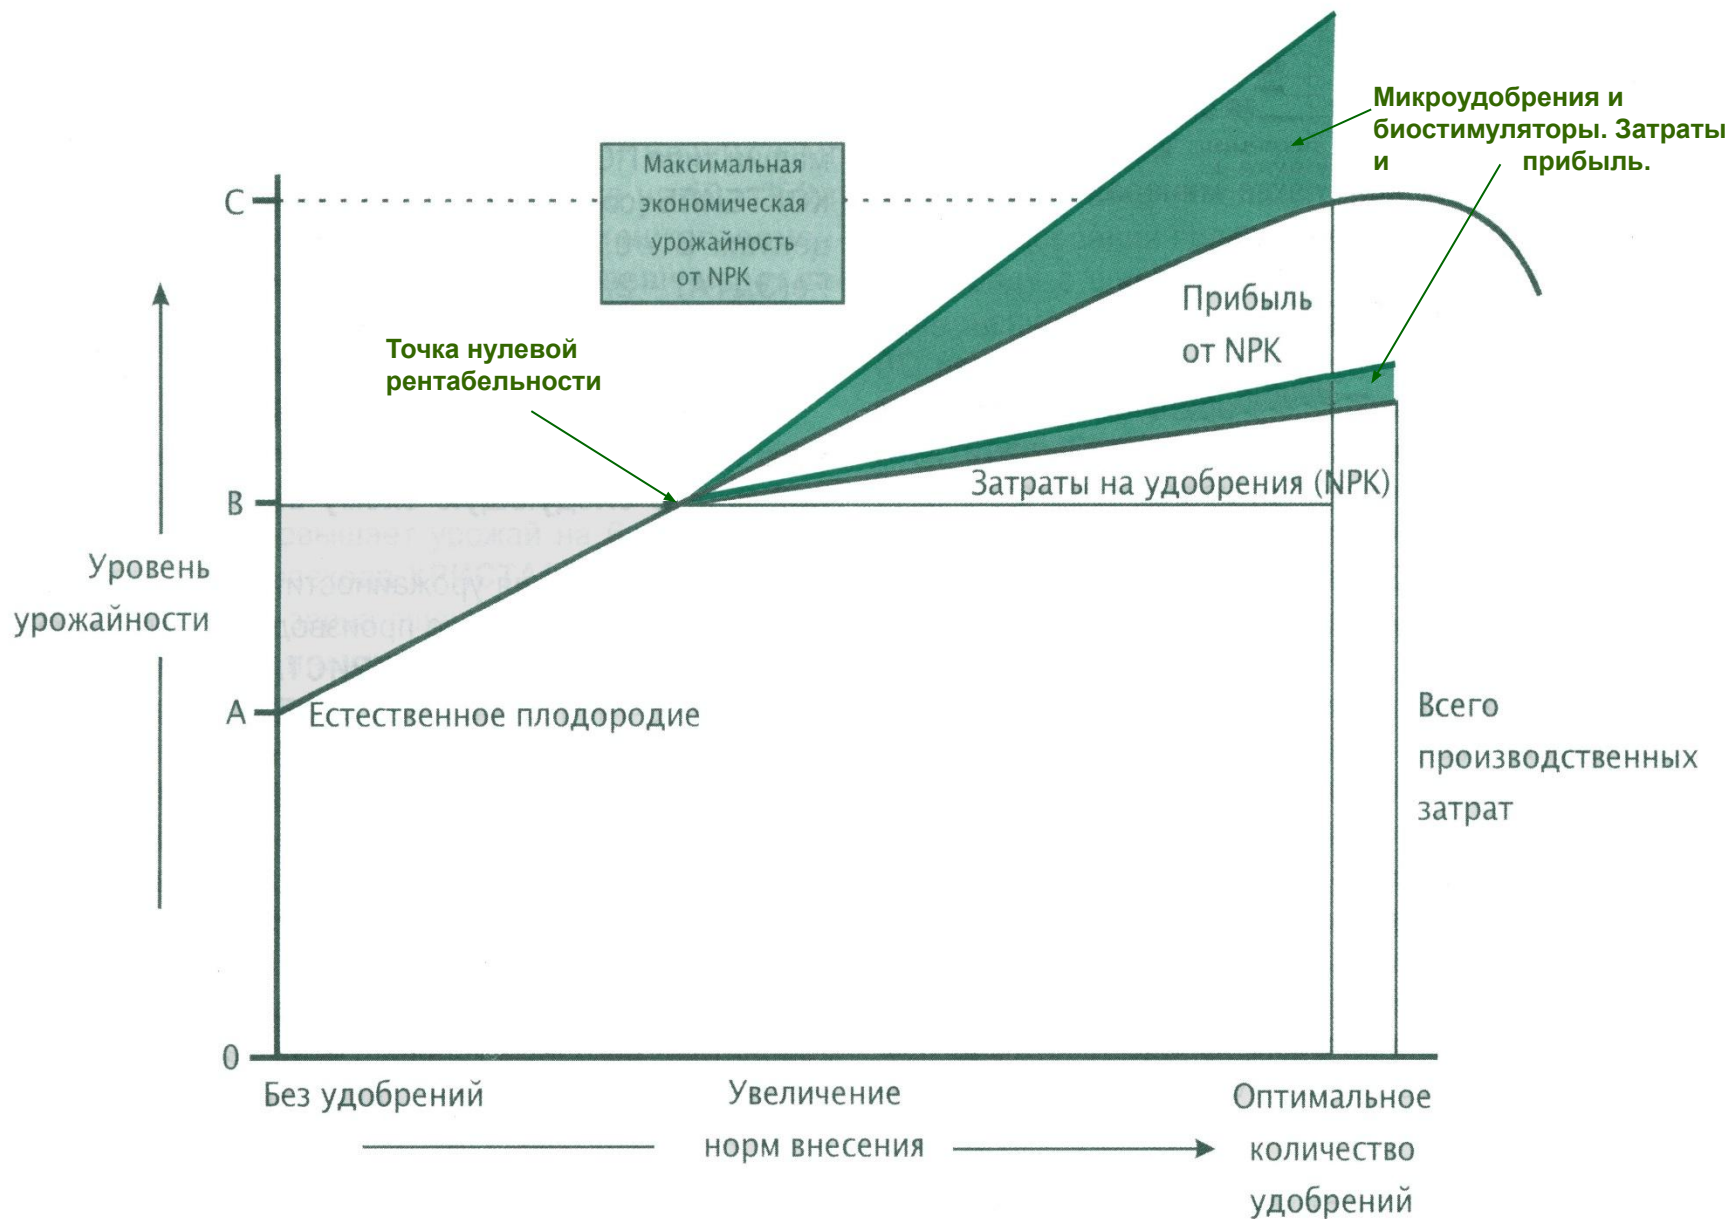 Микроудобрения и
биостимуляторы. Затраты
и прибыль.
Максимальная
экономическая
урожайность
от NPK
C
Прибыль
от NPK
Точка нулевой
рентабельности
Затраты на удобрения (NPK)
B
Уровень
урожайности
A
Естественное плодородие
Всего
производственных
затрат
0
Без удобрений
Увеличение
норм внесения
Оптимальное
количество
удобрений